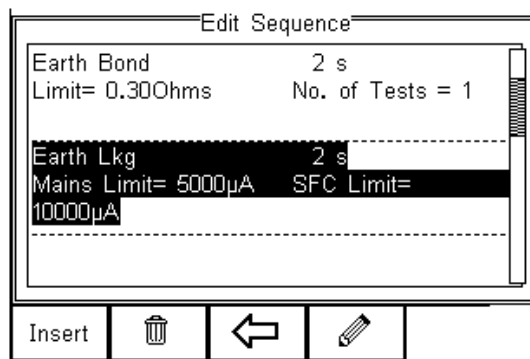 Edit Sequence
Earth Bond 2 s
Limit= 0.30Ohms No. of Tests = 1
Earth Lkg 2 s
Mains Limit= 5000µA SFC Limit=
10000µA
Insert